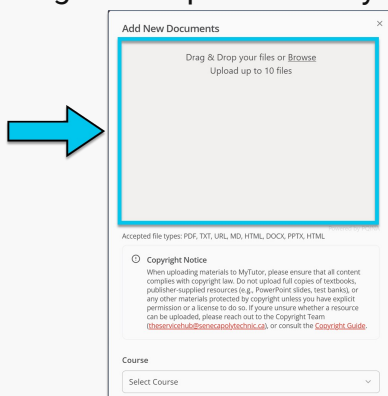 Add New Documents
×
Drag & Drop your files or Browse
Upload up to 10 files
Accepted file types: PDF, TXT, URL, MD, HTML, DOCX, PPTX, HTML
Copyright Notice
When uploading materials to MyTutor, please ensure that all content
complies with copyright law. Do not upload full copies of textbooks,
publisher-supplied resources (e.g., PowerPoint slides, test banks), or
any other materials protected by copyright unless you have explicit
permission or a license to do so. If youre unsure whether a resource
can be uploaded, please reach out to the Copyright Team
(theservicehub@senecapolytechnic.ca), or consult the Copyright Guide.
Course
Select Course